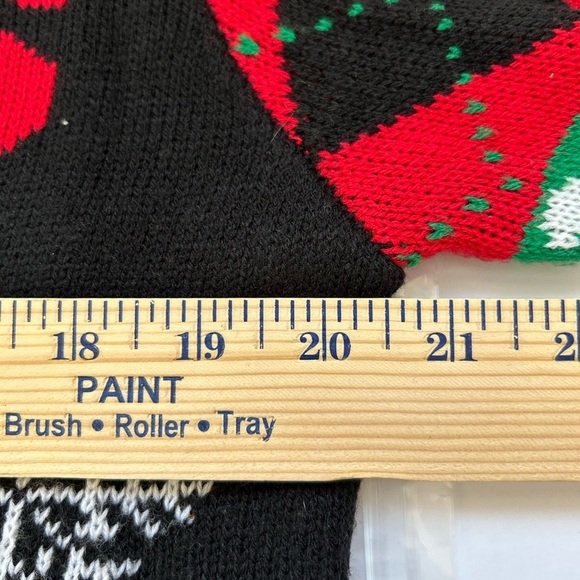 18 19 20 21 2
PAINT
Brush • Roller • Tray